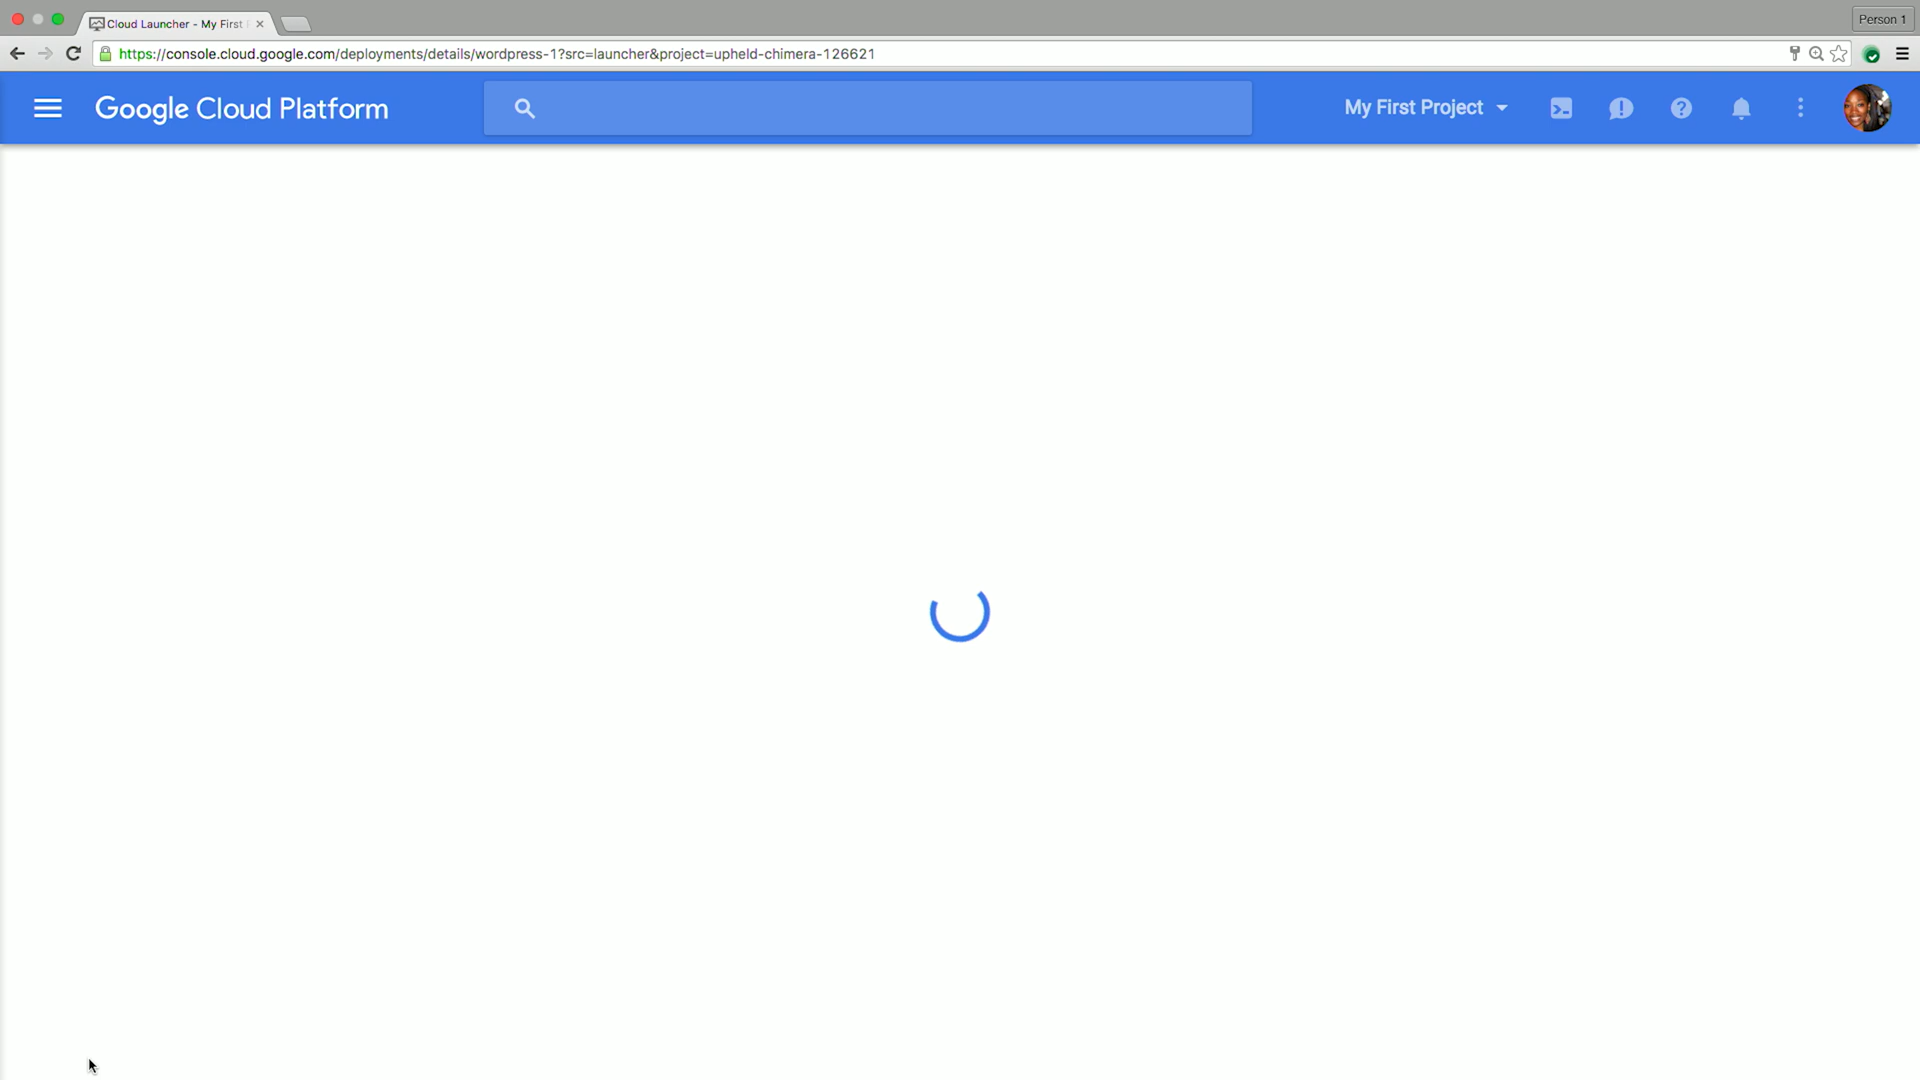 Cloud Launcher - My First
Person 1
https://console.cloud.google.com/deployments/details/wordpress-1?src=launcher&project=upheld-chimera-126621
Google Cloud Platform
My First Project